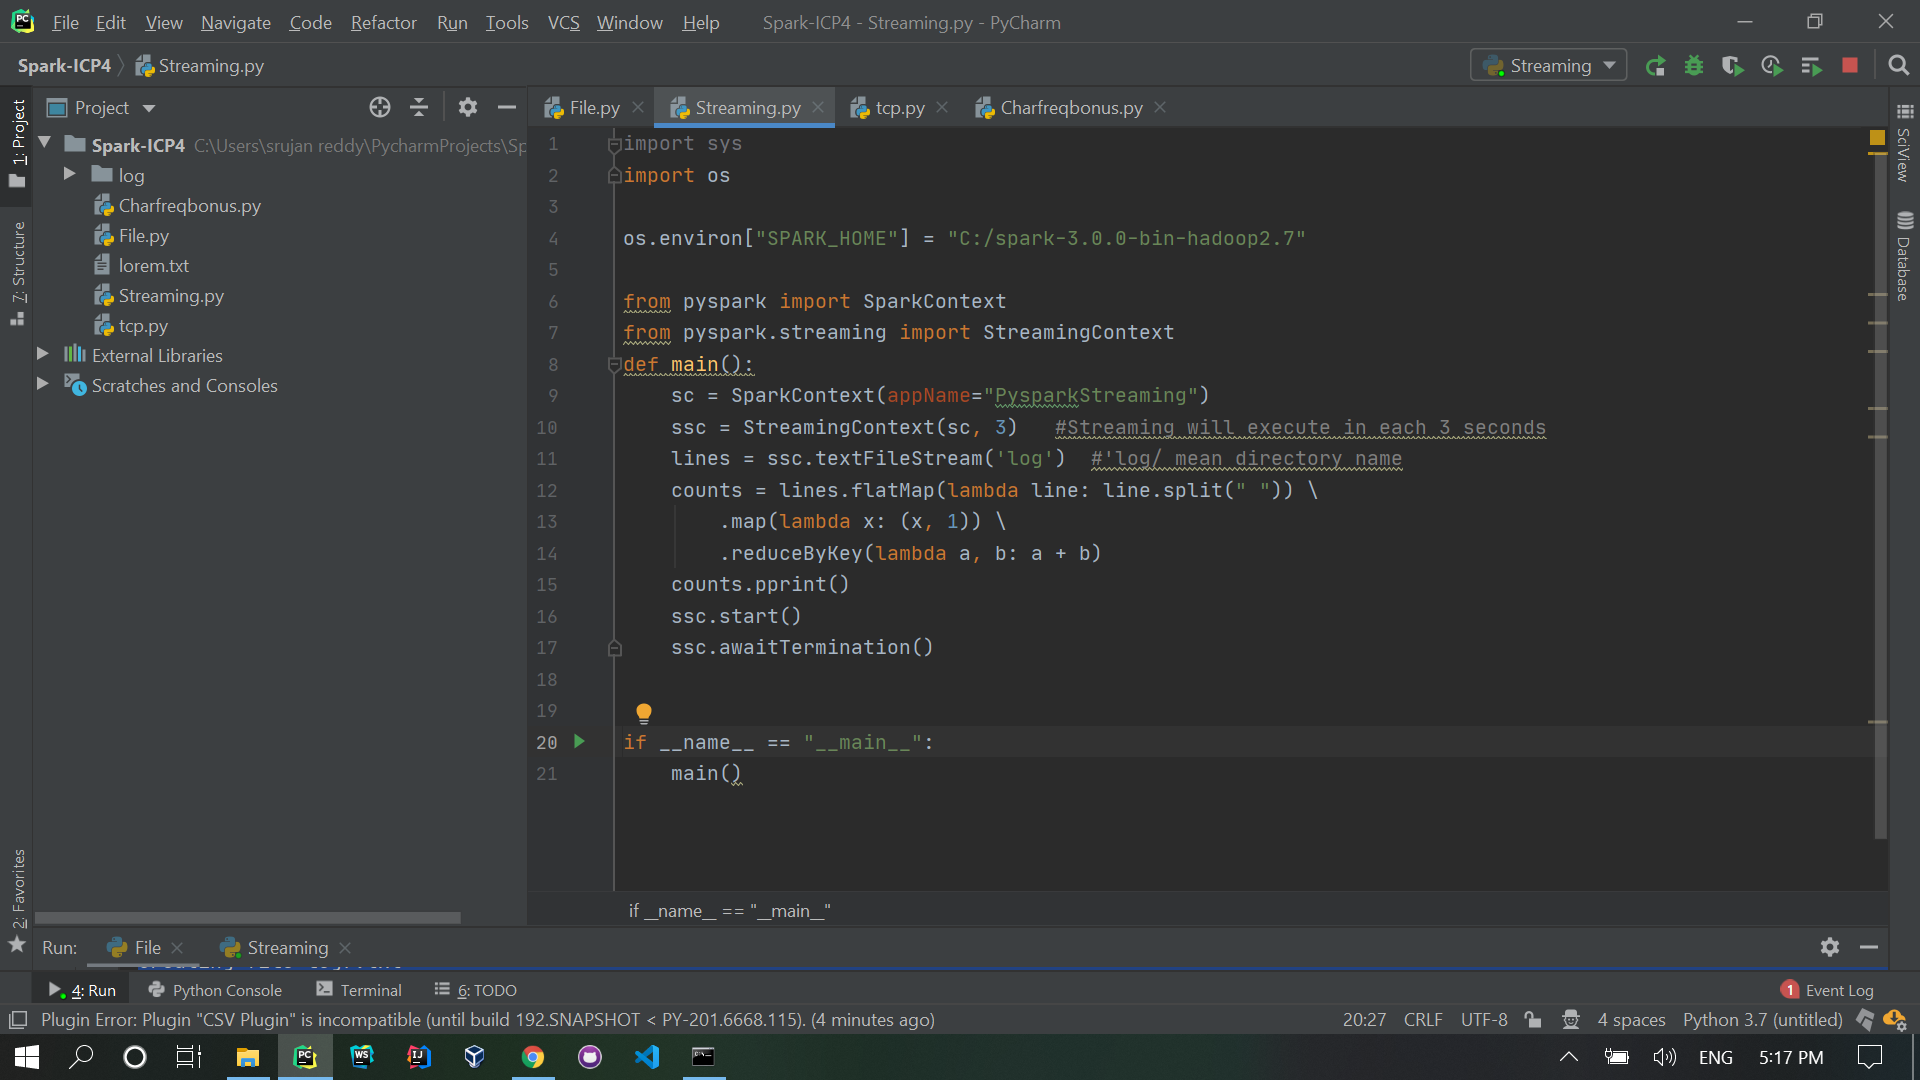 File Edit View Navigate Code Refactor Run Tools VCS Window Help Spark-ICP4 - Streaming.py - PyCharm
Spark-ICP4 Streaming.py Streaming
1: Project
Project
File.py Streaming.py tcp.py Charfreqbonus.py
Spark-ICP4 C:\Users\srujan reddy\PycharmProjects\Sp
log
Charfreqbonus.py
File.py
lorem.txt
Streaming.py
tcp.py
External Libraries
Scratches and Consoles
7: Structure
2: Favorites
SciView
Database
1 import sys
2 import os
3
4 os.environ["SPARK_HOME"] = "C:/spark-3.0.0-bin-hadoop2.7"
5
6 from pyspark import SparkContext
7 from pyspark.streaming import StreamingContext
8 def main():
9 sc = SparkContext(appName="PysparkStreaming")
10 ssc = StreamingContext(sc, 3) #Streaming will execute in each 3 seconds
11 lines = ssc.textFileStream('log') #'log/ mean directory name
12 counts = lines.flatMap(lambda line: line.split(" ")) \
13 .map(lambda x: (x, 1)) \
14 .reduceByKey(lambda a, b: a + b)
15 counts.pprint()
16 ssc.start()
17 ssc.awaitTermination()
18
19
20 if __name__ == "__main__":
21 main()
if __name__ == "__main__"
Run: File Streaming
4: Run Python Console Terminal 6: TODO 1 Event Log
Plugin Error: Plugin "CSV Plugin" is incompatible (until build 192.SNAPSHOT < PY-201.6668.115). (4 minutes ago) 20:27 CRLF UTF-8 4 spaces Python 3.7 (untitled)
ENG 5:17 PM